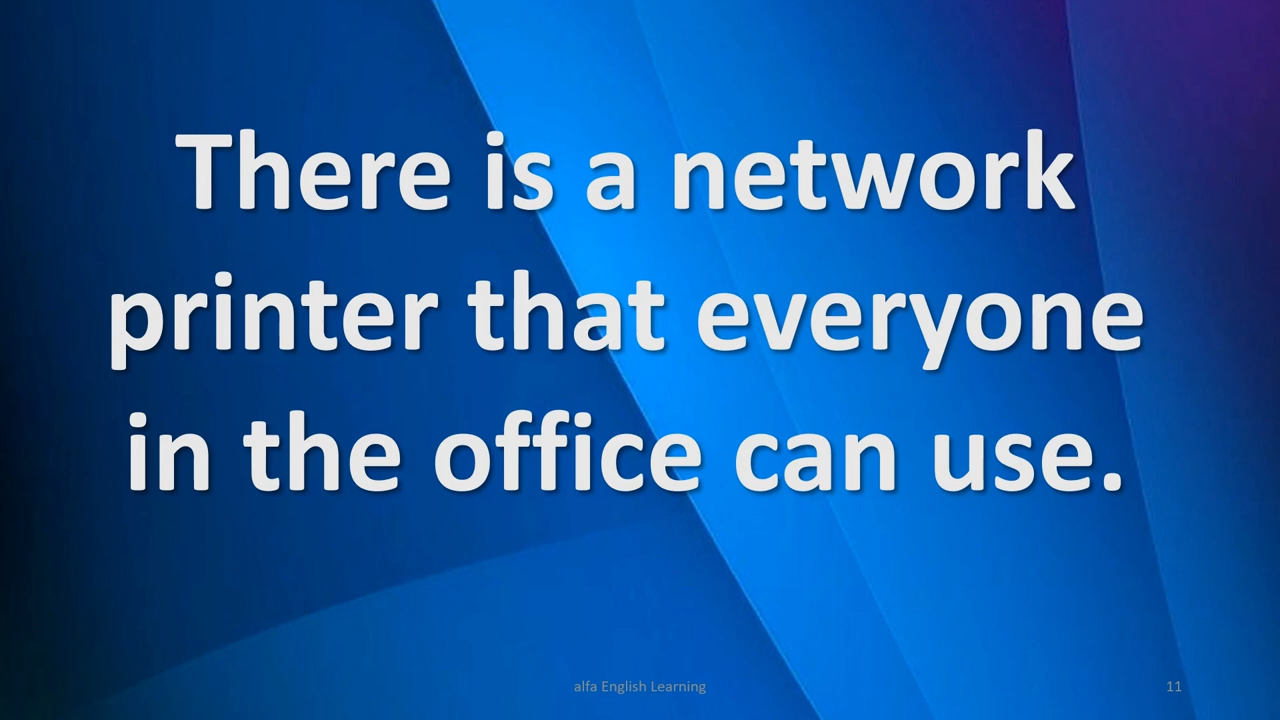 There is a network
printer that everyone
in the office can use.
alfa English Learning
11